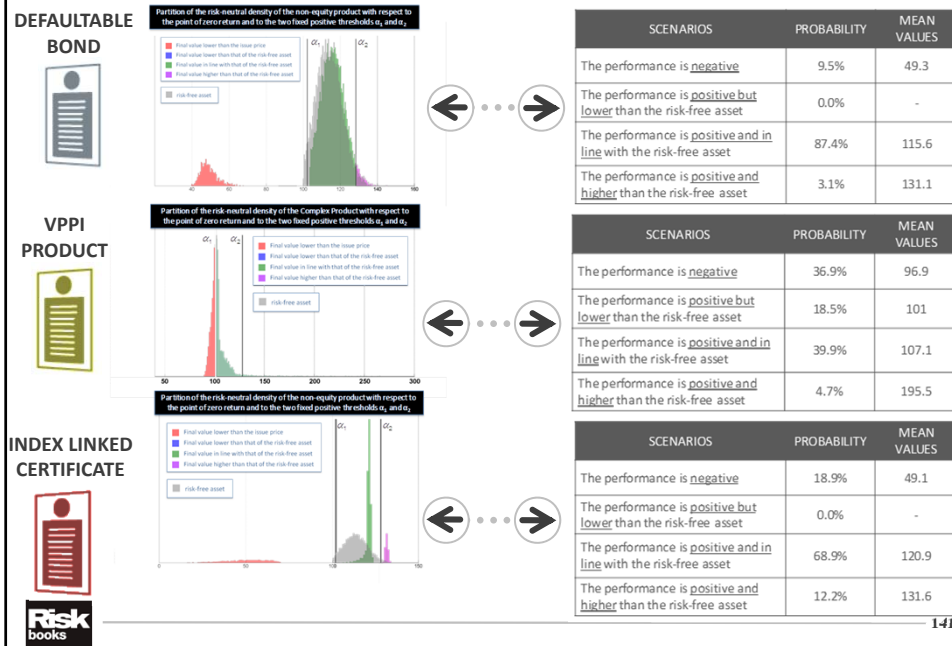 DEFAULTABLE
BOND
Partition of the risk-neutral density of the non-equity product with respect to
the point of zero return and to the two fixed positive thresholds α1 and α2
Final value lower than the issue price
Final value lower than that of the risk-free asset
Final value in line with that of the risk-free asset
Final value higher than that of the risk-free asset
risk-free asset
α1
α2
40 60 80 100 120 140 160
SCENARIOS PROBABILITY MEAN
VALUES
The performance is negative 9.5% 49.3
The performance is positive but
lower than the risk-free asset 0.0% -
The performance is positive and in
line with the risk-free asset 87.4% 115.6
The performance is positive and
higher than the risk-free asset 3.1% 131.1
VPPI
PRODUCT
Partition of the risk-neutral density of the Complex Product with respect to
the point of zero return and to the two fixed positive thresholds α1 and α2
α1
α2
Final value lower than the issue price
Final value lower than that of the risk-free asset
Final value in line with that of the risk-free asset
Final value higher than that of the risk-free asset
risk-free asset
50 100 150 200 250 300
SCENARIOS PROBABILITY MEAN
VALUES
The performance is negative 36.9% 96.9
The performance is positive but
lower than the risk-free asset 18.5% 101
The performance is positive and in
line with the risk-free asset 39.9% 107.1
The performance is positive and
higher than the risk-free asset 4.7% 195.5
INDEX LINKED
CERTIFICATE
Partition of the risk-neutral density of the non-equity product with respect to
the point of zero return and to the two fixed positive thresholds α1 and α2
Final value lower than the issue price
Final value lower than that of the risk-free asset
Final value in line with that of the risk-free asset
Final value higher than that of the risk-free asset
risk-free asset
α1
α2
0 50 100 150
SCENARIOS PROBABILITY MEAN
VALUES
The performance is negative 18.9% 49.1
The performance is positive but
lower than the risk-free asset 0.0% -
The performance is positive and in
line with the risk-free asset 68.9% 120.9
The performance is positive and
higher than the risk-free asset 12.2% 131.6
Risk
books
141